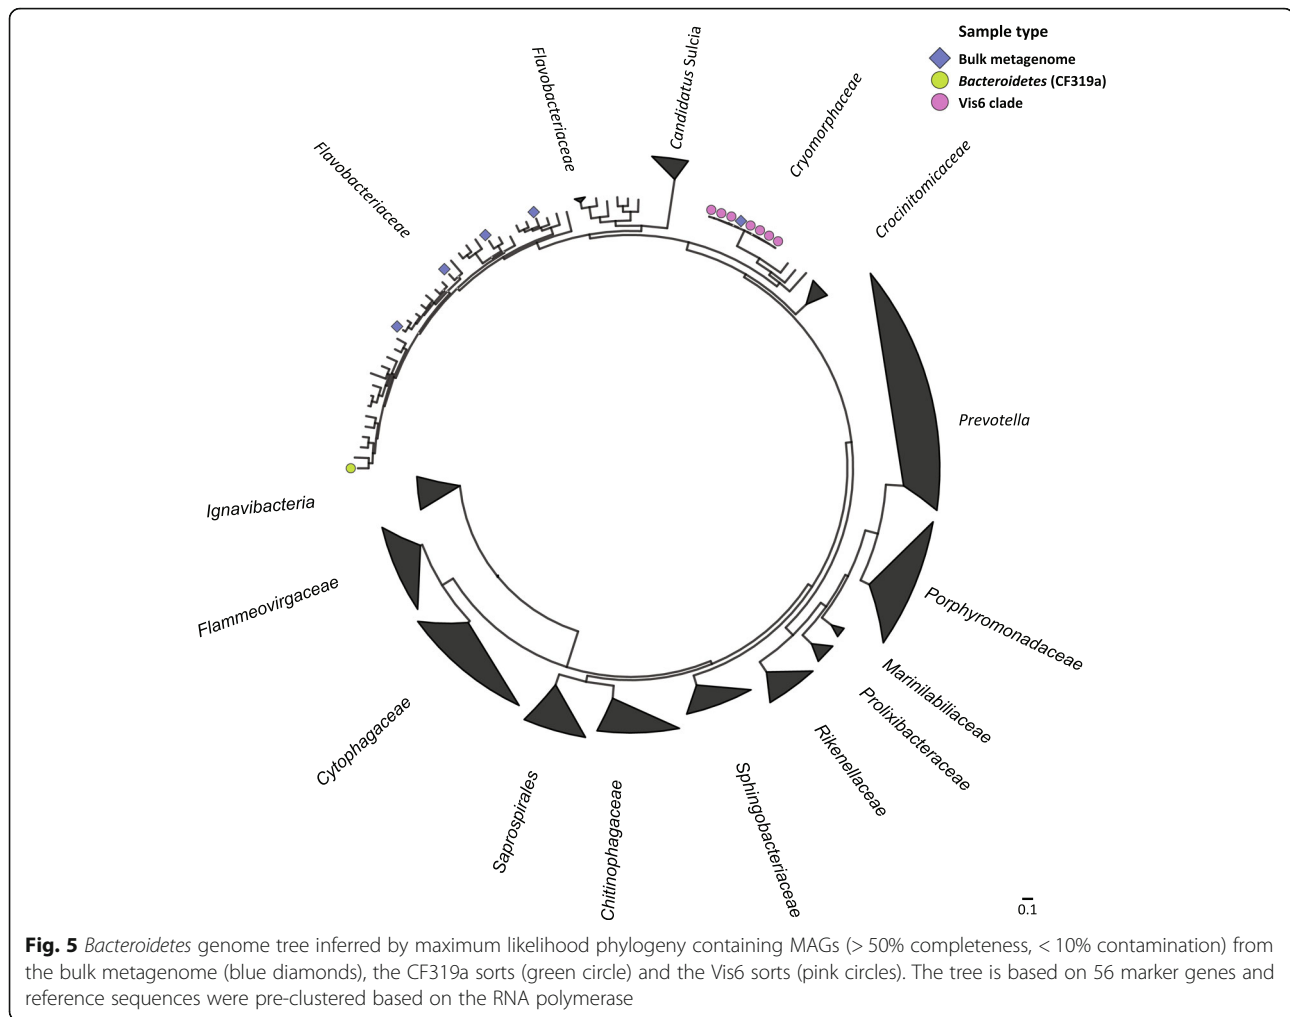 Sample type
Bulk metagenome
Bacteroidetes (CF319a)
Vis6 clade
Flavobacteriaceae
Flavobacteriaceae
Candidatus Sulcia
Cryomorphaceae
Crocinitomicaceae
Prevotella
Porphyromonadaceae
Marinilabiliaceae
Prolixibacteraceae
Rikenellaceae
Sphingobacteriaceae
Chitinophagaceae
Saprospirales
Cytophagaceae
Flammeovirgaceae
Ignavibacteria
0.1
Fig. 5 Bacteroidetes genome tree inferred by maximum likelihood phylogeny containing MAGs (> 50% completeness, < 10% contamination) from
the bulk metagenome (blue diamonds), the CF319a sorts (green circle) and the Vis6 sorts (pink circles). The tree is based on 56 marker genes and
reference sequences were pre-clustered based on the RNA polymerase